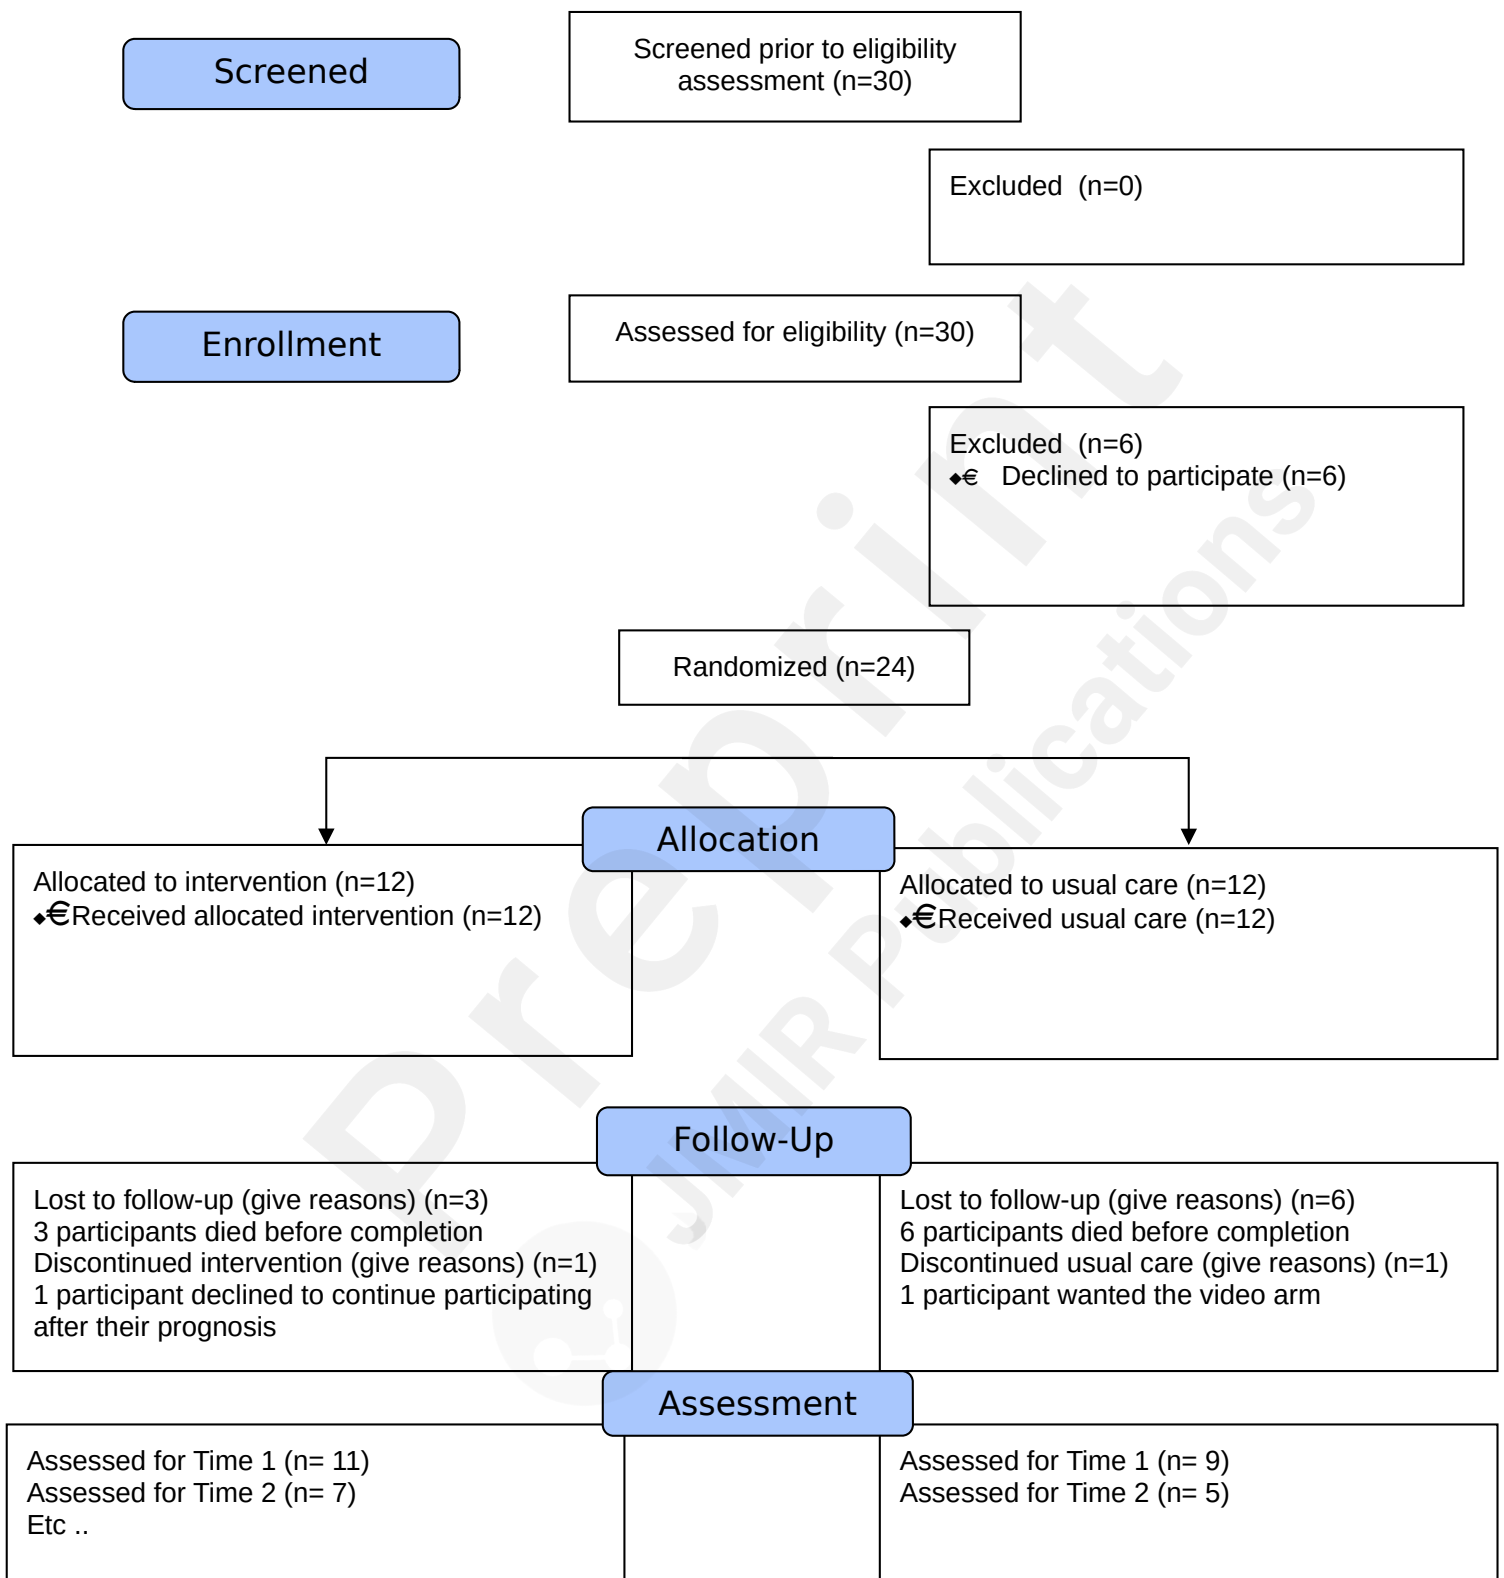 Screened
Screened prior to eligibility
assessment (n=30)
Excluded (n=0)
Enrollment
Assessed for eligibility (n=30)
Excluded (n=6)
◆€ Declined to participate (n=6)
Randomized (n=24)
Allocation
Allocated to intervention (n=12)
◆€Received allocated intervention (n=12)
Allocated to usual care (n=12)
◆€Received usual care (n=12)
Follow-Up
Lost to follow-up (give reasons) (n=3)
3 participants died before completion
Discontinued intervention (give reasons) (n=1)
1 participant declined to continue participating
after their prognosis
Lost to follow-up (give reasons) (n=6)
6 participants died before completion
Discontinued usual care (give reasons) (n=1)
1 participant wanted the video arm
Assessment
Assessed for Time 1 (n= 11)
Assessed for Time 2 (n= 7)
Etc ..
Assessed for Time 1 (n= 9)
Assessed for Time 2 (n= 5)
Preprint
JMIR Publications